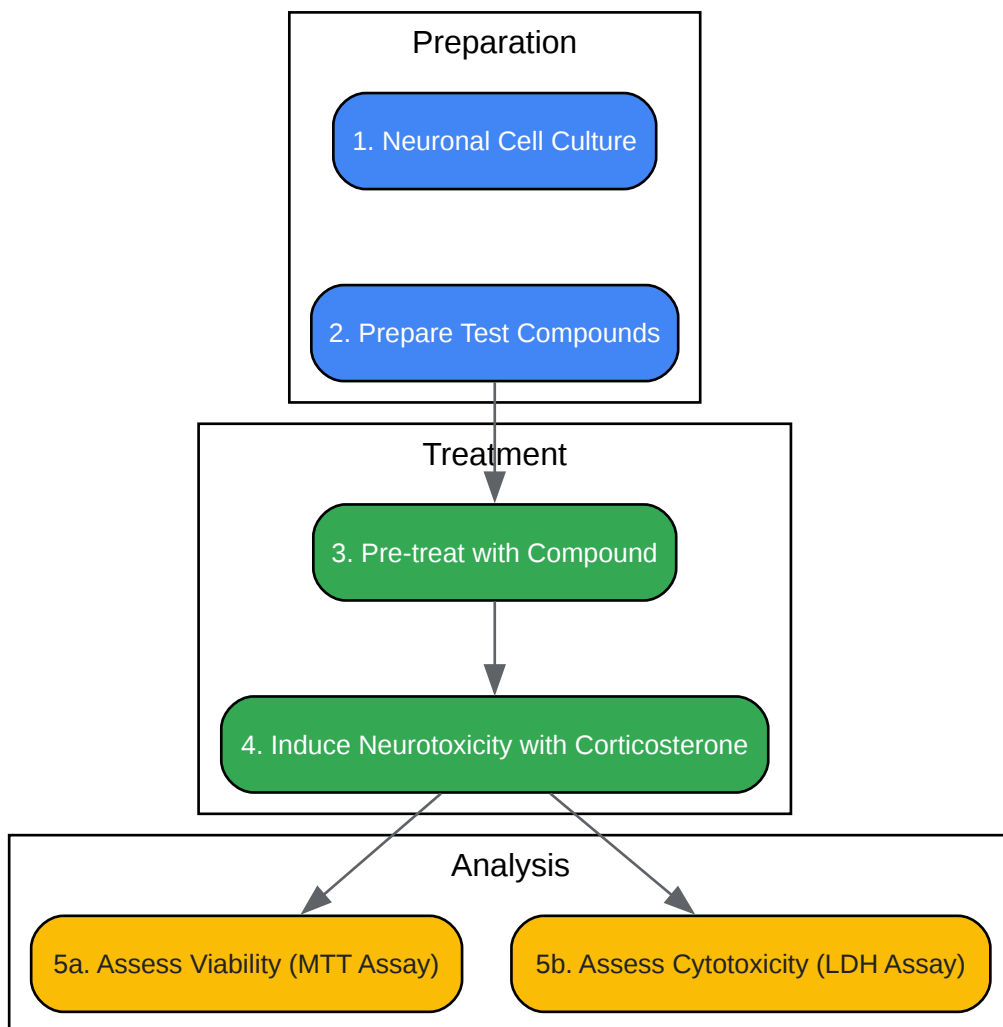 Preparation
1. Neuronal Cell Culture
2. Prepare Test Compounds
Treatment
3. Pre-treat with Compound
4. Induce Neurotoxicity with Corticosterone
Analysis
5a. Assess Viability (MTT Assay)
5b. Assess Cytotoxicity (LDH Assay)